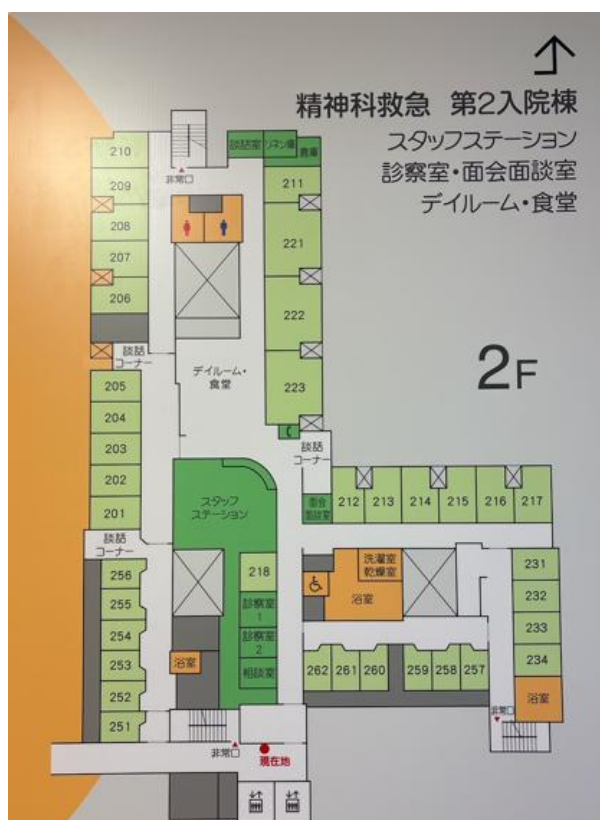 精神科救急 第2入院棟
スタッフステーション
診察室・面会面談室
デイルーム・食堂
2F
210
209
208
207
206
談話
コーナー
205
204
203
202
201
談話
コーナー
256
255
254
253
252
251
非常口
談話室
リネン庫
倉庫
211
221
222
223
デイルーム・
食堂
談話
コーナー
面会
面談室
212
213
214
215
216
217
スタッフ
ステーション
218
診察室
1
診察室
2
相談室
浴室
洗濯室
乾燥室
浴室
231
232
233
234
浴室
262
261
260
259
258
257
非常口
非常口
現在地